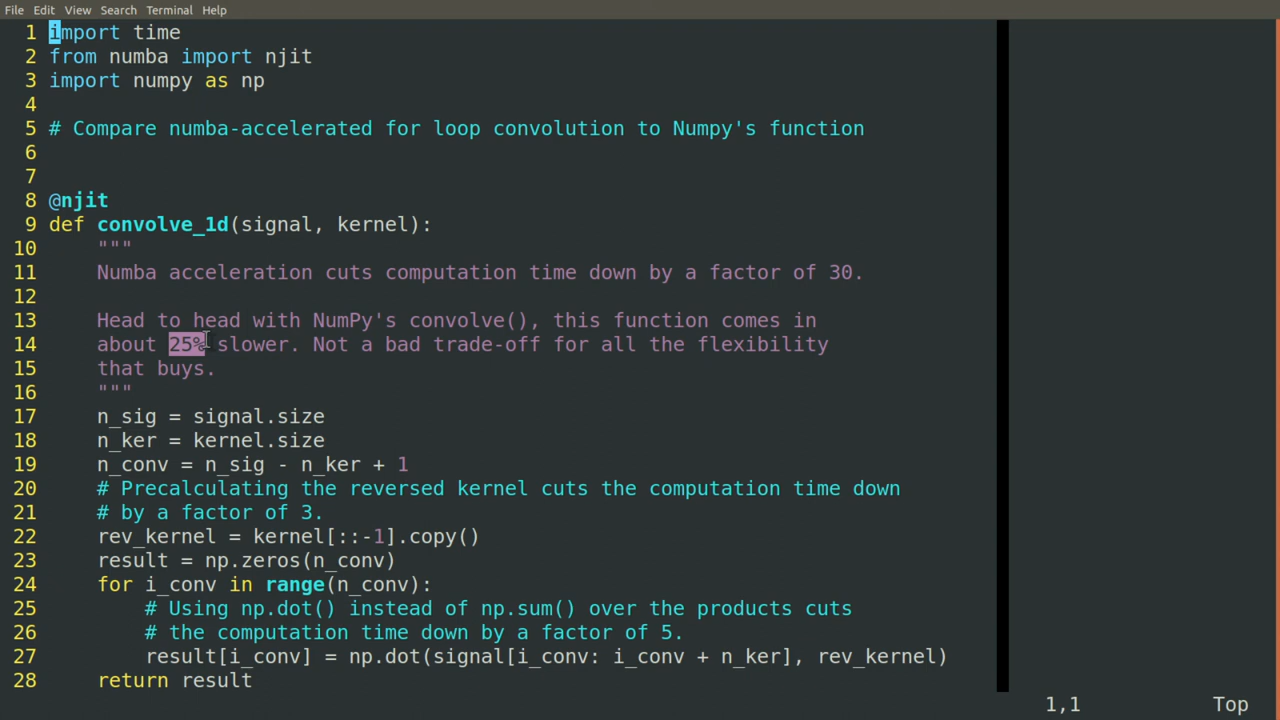 File Edit View Search Terminal Help
1 import time
2 from numba import njit
3 import numpy as np
4
5 # Compare numba-accelerated for loop convolution to Numpy's function
6
7
8 @njit
9 def convolve_1d(signal, kernel):
10     """
11     Numba acceleration cuts computation time down by a factor of 30.
12
13     Head to head with NumPy's convolve(), this function comes in
14     about 25% slower. Not a bad trade-off for all the flexibility
15     that buys.
16     """
17     n_sig = signal.size
18     n_ker = kernel.size
19     n_conv = n_sig - n_ker + 1
20     # Precalculating the reversed kernel cuts the computation time down
21     # by a factor of 3.
22     rev_kernel = kernel[::-1].copy()
23     result = np.zeros(n_conv)
24     for i_conv in range(n_conv):
25         # Using np.dot() instead of np.sum() over the products cuts
26         # the computation time down by a factor of 5.
27         result[i_conv] = np.dot(signal[i_conv: i_conv + n_ker], rev_kernel)
28     return result
1,1 Top